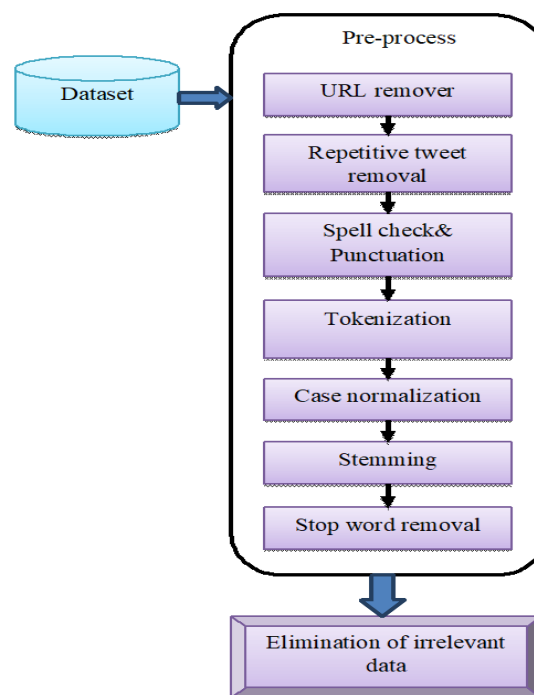 Pre-process
Dataset
URL remover
Repetitive tweet
removal
Spell check&
Punctuation
Tokenization
Case normalization
Stemming
Stop word removal
Elimination of irrelevant
data